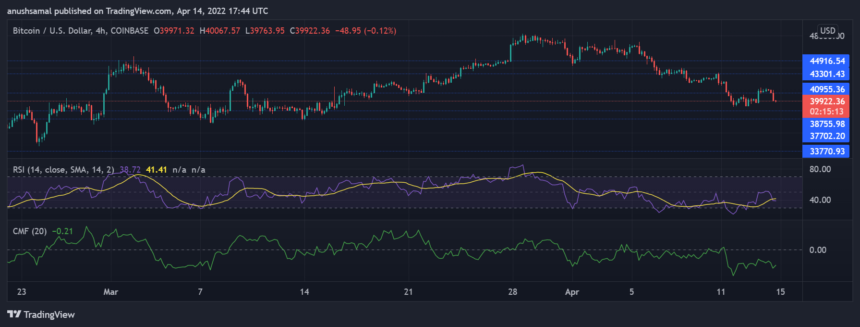 anushsamal published on TradingView.com, Apr 14, 2022 17:44 UTC
Bitcoin / U.S. Dollar, 4h, COINBASE O39971.32 H40067.57 L39763.95 C39922.36 −48.95 (−0.12%)
USD
44916.54
43301.43
40955.36
39922.36
02:15:13
38755.98
37702.20
33770.93
RSI (14, close, SMA, 14, 2) 38.72 41.41 n/a n/a
80.00
40.00
CMF (20) −0.21
0.00
23 Mar 7 14 21 28 Apr 5 11 15
TradingView